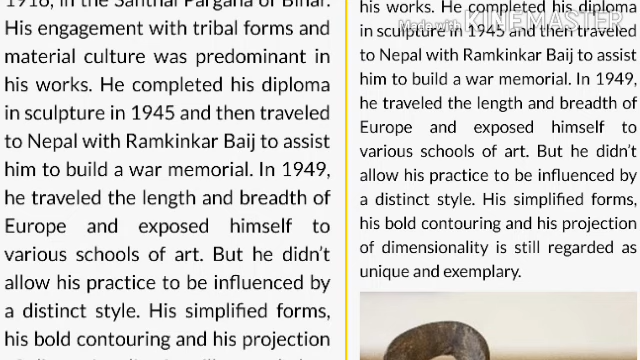 1916, in the Santhal Pargana of Bihar.
His engagement with tribal forms and
material culture was predominant in
his works. He completed his diploma
in sculpture in 1945 and then traveled
to Nepal with Ramkinkar Baij to assist
him to build a war memorial. In 1949,
he traveled the length and breadth of
Europe and exposed himself to
various schools of art. But he didn't
allow his practice to be influenced by
a distinct style. His simplified forms,
his bold contouring and his projection
his works. He completed his diploma
Made with KINEMASTER
in sculpture in 1945 and then traveled
to Nepal with Ramkinkar Baij to assist
him to build a war memorial. In 1949,
he traveled the length and breadth of
Europe and exposed himself to
various schools of art. But he didn't
allow his practice to be influenced by
a distinct style. His simplified forms,
his bold contouring and his projection
of dimensionality is still regarded as
unique and exemplary.